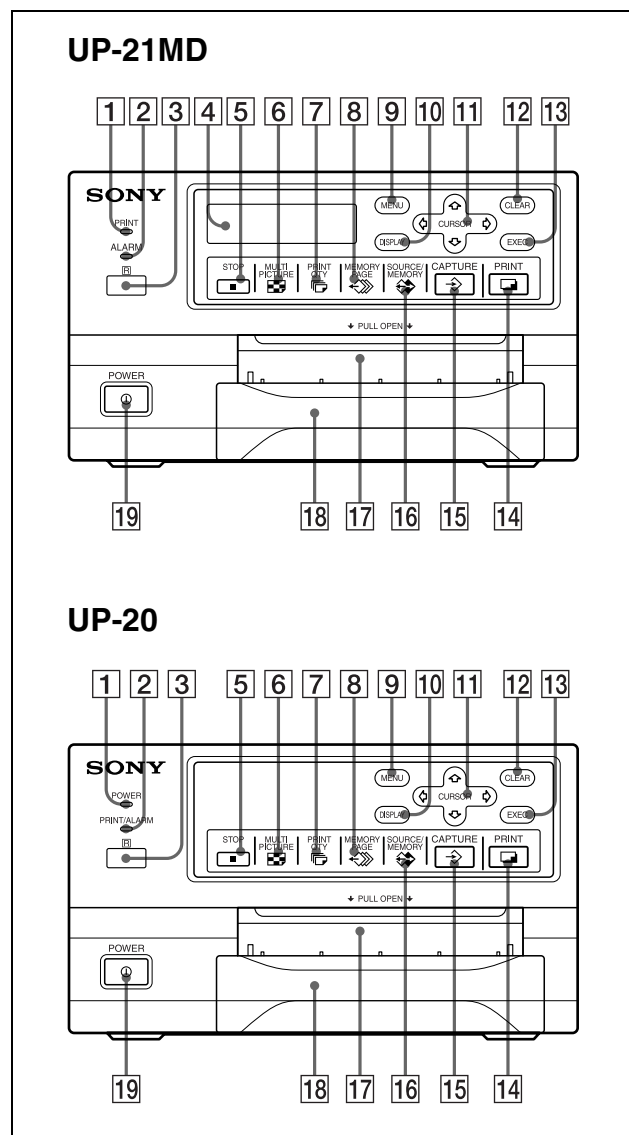 UP-21MD
1 2 3 4 5 6 7 8 9 10 11 12 13
SONY
PRINT
ALARM
R
MENU
CURSOR
CLEAR
DISPLAY
EXEC
STOP
MULTI
PICTURE
PRINT
QTY
MEMORY
PAGE
SOURCE/
MEMORY
CAPTURE
PRINT
PULL OPEN
POWER
19 18 17 16 15 14
UP-20
1 2 3 5 6 7 8 9 10 11 12 13
SONY
POWER
PRINT/ALARM
R
MENU
CURSOR
CLEAR
DISPLAY
EXEC
STOP
MULTI
PICTURE
PRINT
QTY
MEMORY
PAGE
SOURCE/
MEMORY
CAPTURE
PRINT
PULL OPEN
POWER
19 18 17 16 15 14